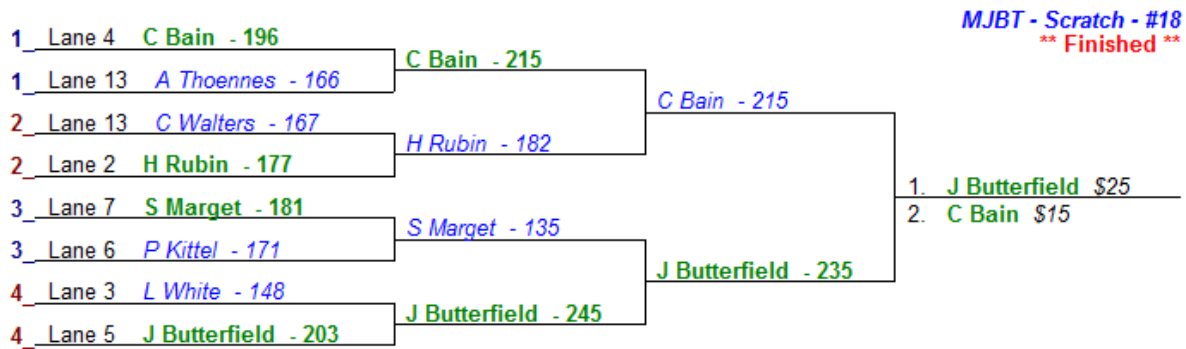 MJBT - Scratch - #18
** Finished **
1_ Lane 4 C Bain - 196
1_ Lane 13 A Thoennes - 166
2_ Lane 13 C Walters - 167
2_ Lane 2 H Rubin - 177
3_ Lane 7 S Marget - 181
3_ Lane 6 P Kittel - 171
4_ Lane 3 L White - 148
4_ Lane 5 J Butterfield - 203
C Bain - 215
H Rubin - 182
S Marget - 135
J Butterfield - 245
C Bain - 215
J Butterfield - 235
1. J Butterfield $25
2. C Bain $15